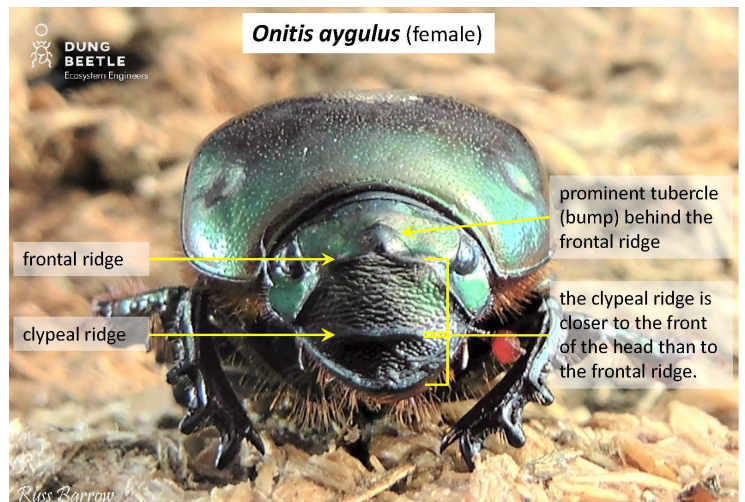 Onitis aygulus (female)
DUNG
BEETLE
Ecosystem Engineers
prominent tubercle
(bump) behind the
frontal ridge
frontal ridge
clypeal ridge
the clypeal ridge is
closer to the front
of the head than to
the frontal ridge.
Russ Barrow